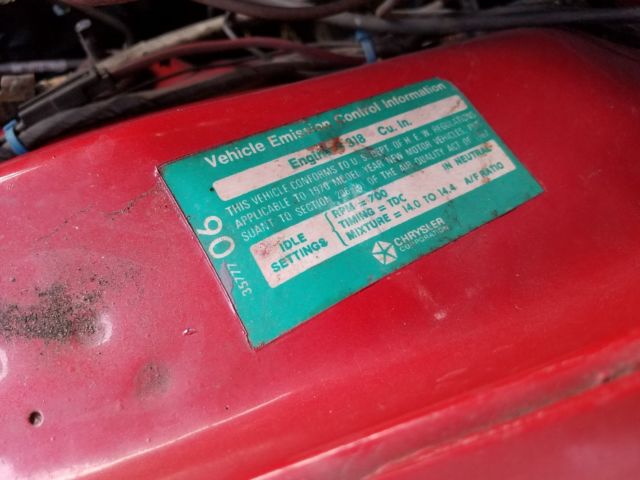 Vehicle Emission Control Information
Engine 318 Cu. In.
THIS VEHICLE CONFORMS TO U.S. DEPT. OF H.E.W. REGULATIONS
APPLICABLE TO 1970 MODEL YEAR NEW MOTOR VEHICLES,
SUANT TO SECTION OF THE AIR QUALITY ACT OF
IDLE SETTINGS
RPM = 700 IN NEUTRAL
TIMING = TDC
MIXTURE = 14.0 TO 14.4 A/F RATIO
CHRYSLER
CORPORATION
35777 06